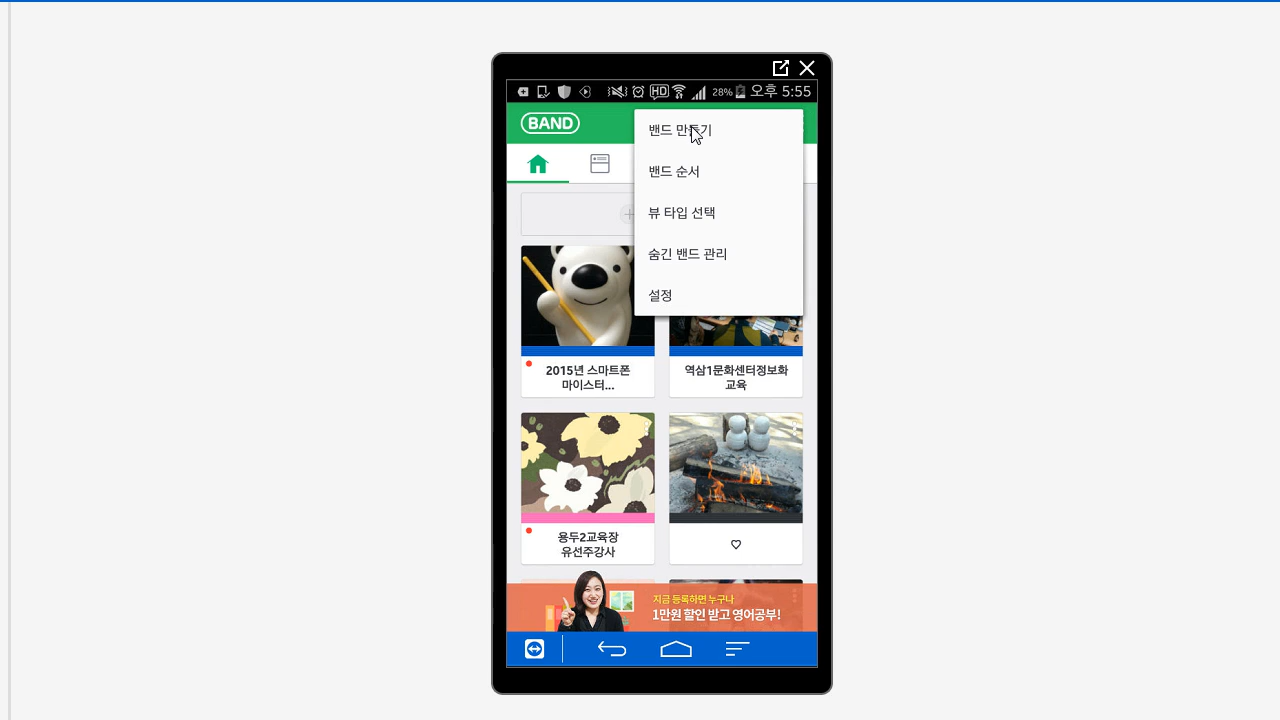 HD 28% 오후 5:55
BAND
밴드 만들기
밴드 순서
뷰 타입 선택
숨긴 밴드 관리
설정
2015년 스마트폰
마이스터...
역삼1문화센터정보화
교육
용두2교육장
유선주강사
지금 등록하면 누구나
1만원 할인 받고 영어공부!